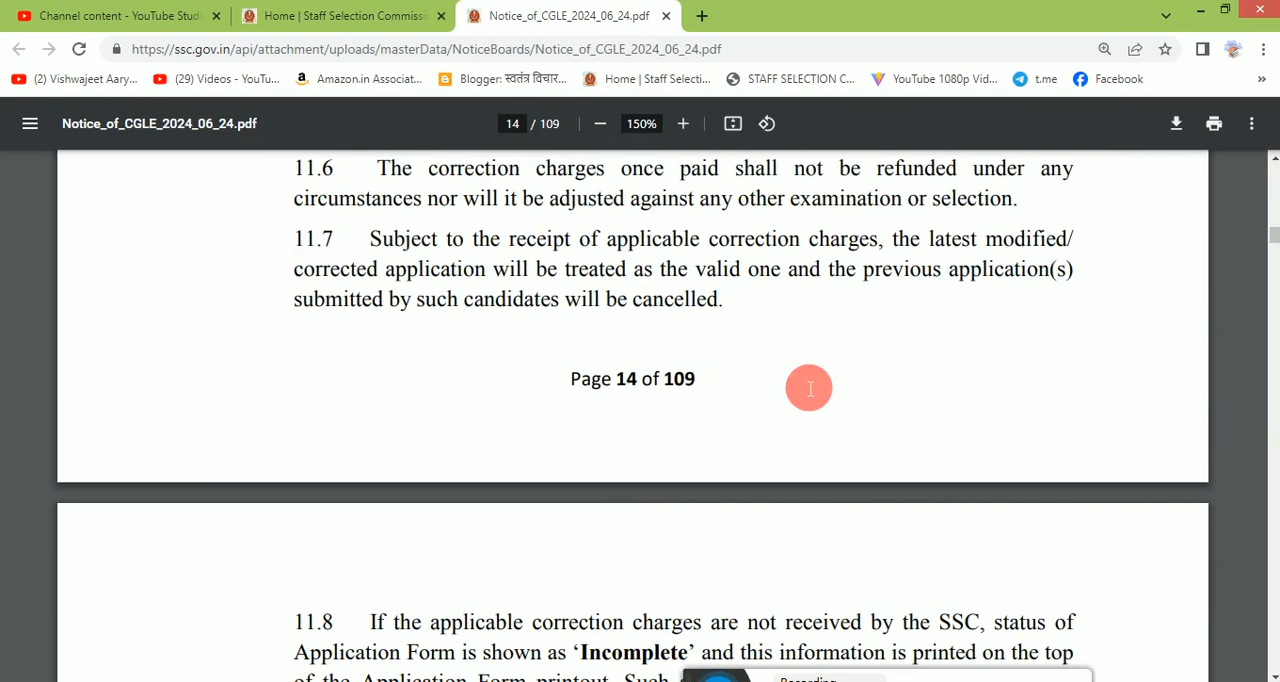 Channel content - YouTube Stud
Home | Staff Selection Commissi
Notice_of_CGLE_2024_06_24.pdf
https://ssc.gov.in/api/attachment/uploads/masterData/NoticeBoards/Notice_of_CGLE_2024_06_24.pdf
(2) Vishwajeet Aary...
(29) Videos - YouTu...
Amazon.in Associat...
Blogger: स्वतंत्र विचार...
Home | Staff Selecti...
STAFF SELECTION C...
YouTube 1080p Vid...
t.me
Facebook
»
Notice_of_CGLE_2024_06_24.pdf
14 / 109
150%
11.6 The correction charges once paid shall not be refunded under any
circumstances nor will it be adjusted against any other examination or selection.
11.7 Subject to the receipt of applicable correction charges, the latest modified/
corrected application will be treated as the valid one and the previous application(s)
submitted by such candidates will be cancelled.
Page 14 of 109
11.8 If the applicable correction charges are not received by the SSC, status of
Application Form is shown as ‘Incomplete’ and this information is printed on the top
of the Application Form printout. Such
Recording